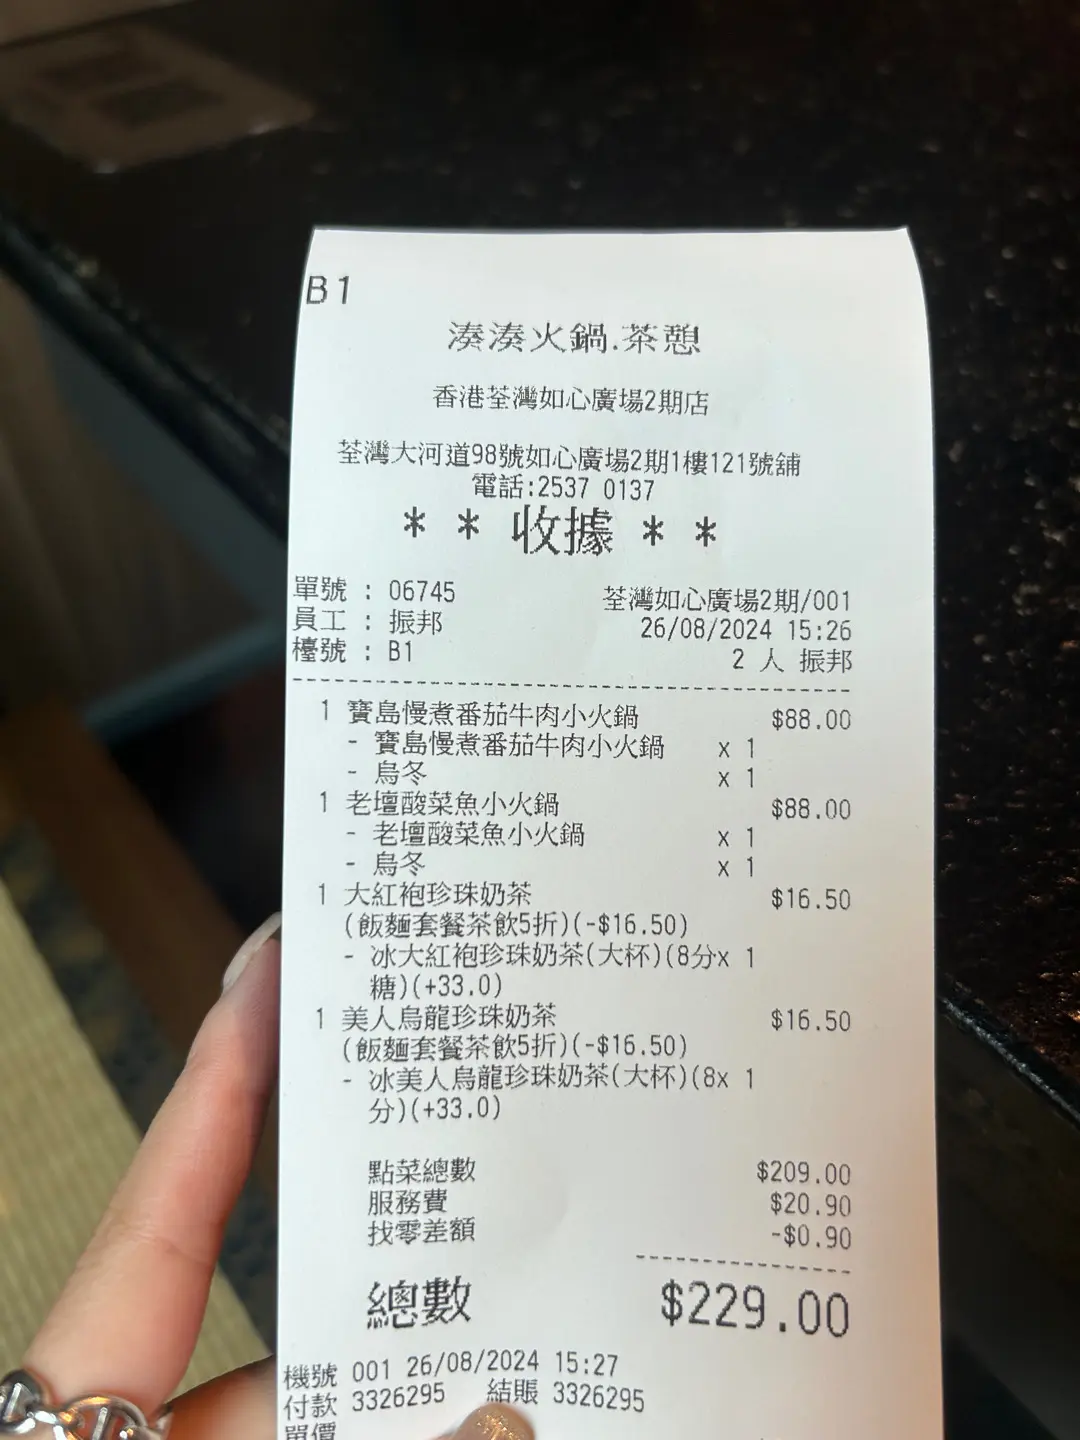 B1
湊湊火鍋.茶憩
香港荃灣如心廣場2期店
荃灣大河道98號如心廣場2期1樓121號舖
電話:2537 0137
* * 收據 * *
單號 : 06745 荃灣如心廣場2期/001
員工 : 振邦 26/08/2024 15:26
檯號 : B1 2 人 振邦
1 寶島慢煮番茄牛肉小火鍋 $88.00
- 寶島慢煮番茄牛肉小火鍋 x 1
- 烏冬 x 1
1 老壇酸菜魚小火鍋 $88.00
- 老壇酸菜魚小火鍋 x 1
- 烏冬 x 1
1 大紅袍珍珠奶茶 $16.50
(飯麵套餐茶飲5折)(-$16.50)
- 冰大紅袍珍珠奶茶(大杯)(8分x 1
糖)(+33.0)
1 美人烏龍珍珠奶茶 $16.50
(飯麵套餐茶飲5折)(-$16.50)
- 冰美人烏龍珍珠奶茶(大杯)(8x 1
分)(+33.0)
點菜總數 $209.00
服務費 $20.90
找零差額 -$0.90
總數 $229.00
機號 001 26/08/2024 15:27
付款 3326295 結賬 3326295
單價